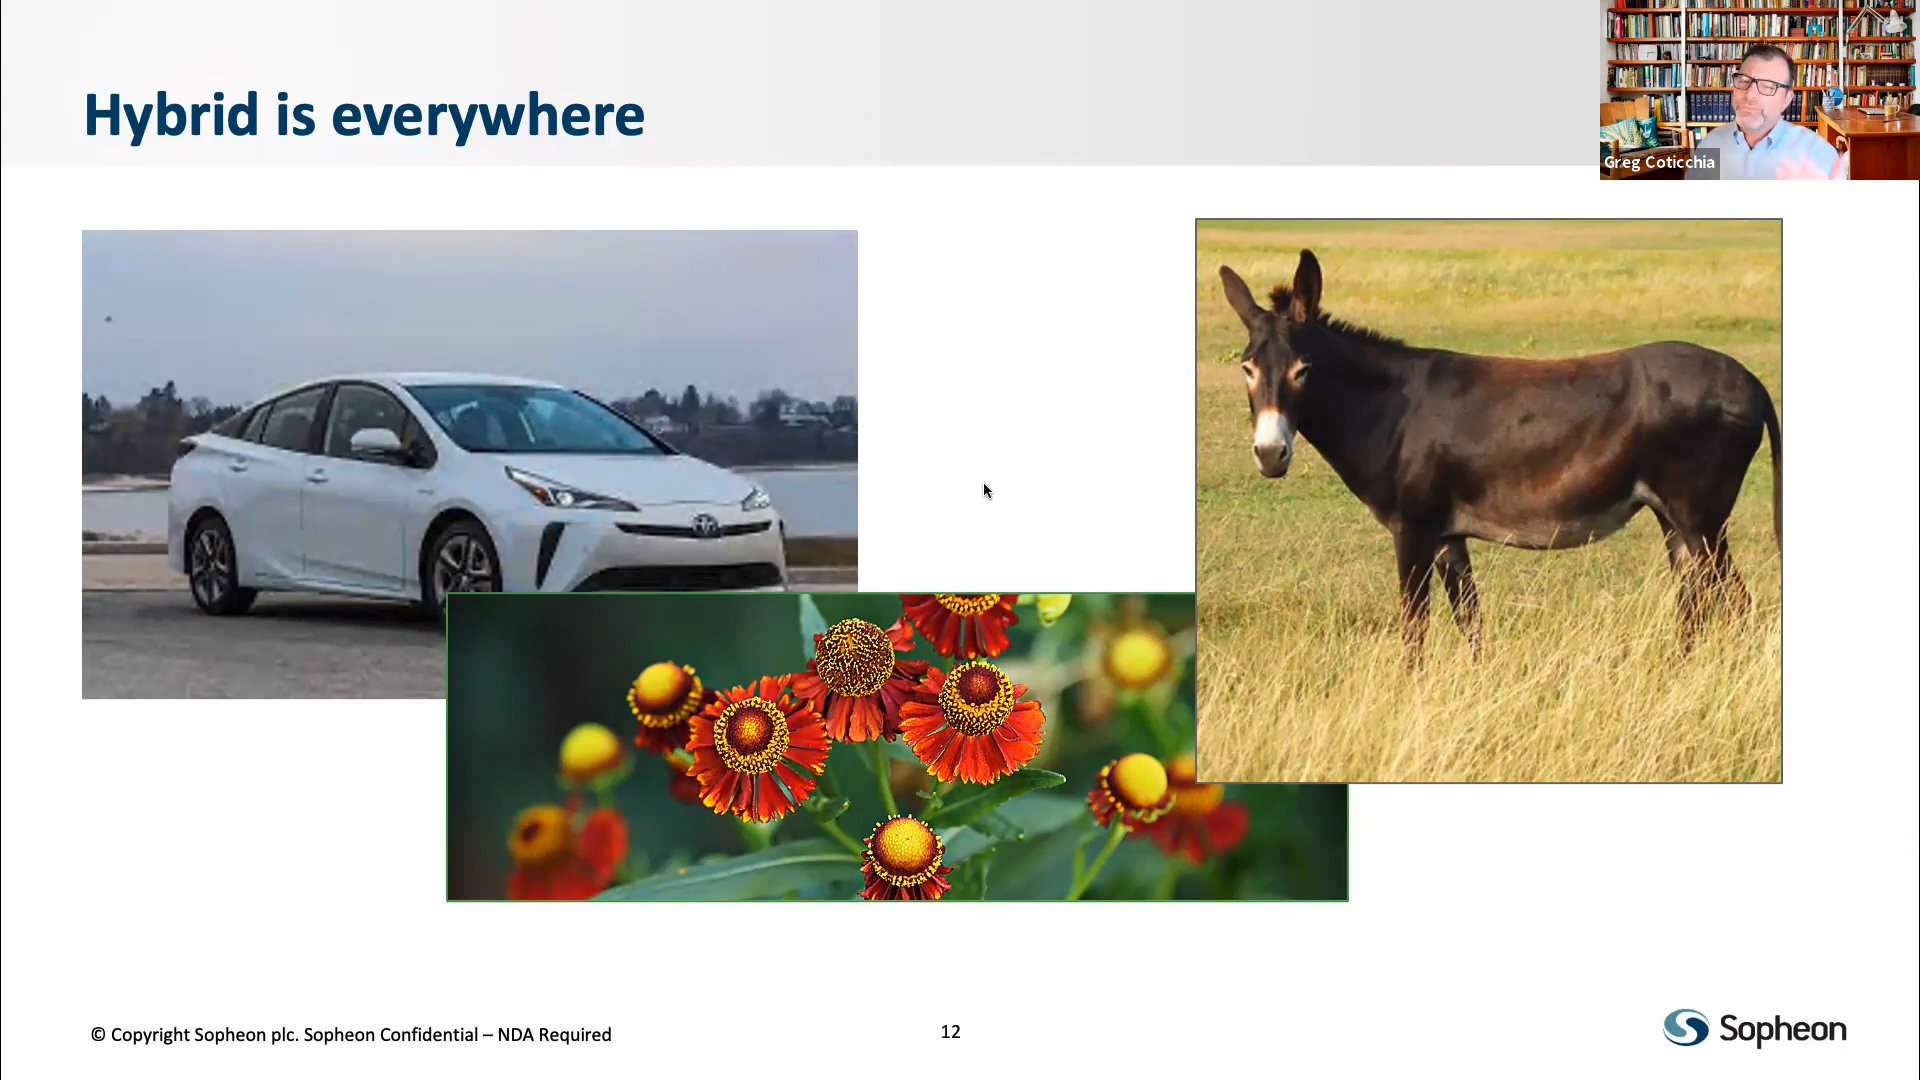 Hybrid is everywhere
Greg Coticchia
© Copyright Sopheon plc. Sopheon Confidential – NDA Required
12
Sopheon